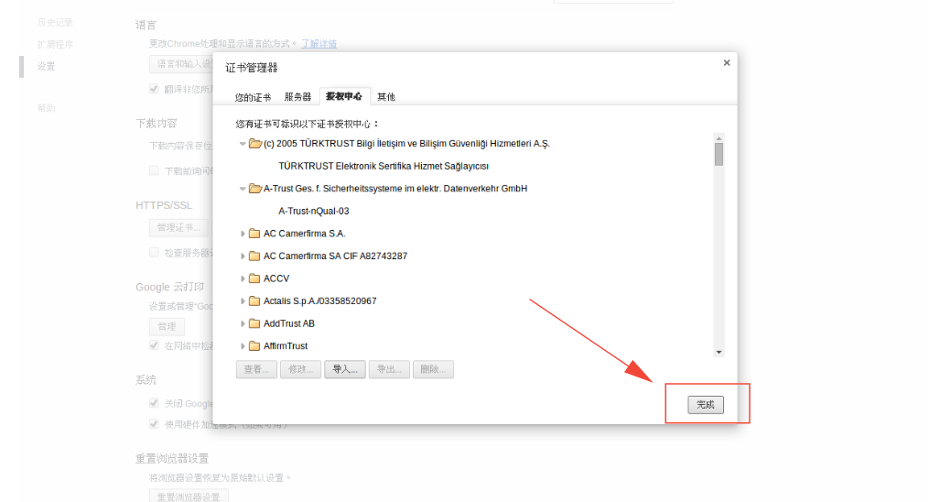 历史记录
扩展程序
设置
帮助
语言
更改Chrome处理和显示语言的方式。 了解详情
语言和输入设
翻译非您所
下载内容
下载内容保存位
下载前询问
HTTPS/SSL
管理证书...
检查服务器
Google 云打印
设置或管理"Goo
管理
在网络中检
系统
关闭 Google
使用硬件加速模式（如果可用）
重置浏览器设置
将浏览器设置恢复为原始默认设置。
重置浏览器设置
证书管理器
×
您的证书 服务器 授权中心 其他
您有证书可标识以下证书授权中心：
(c) 2005 TÜRKTRUST Bilgi İletişim ve Bilişim Güvenliği Hizmetleri A.Ş.
TÜRKTRUST Elektronik Sertifika Hizmet Sağlayıcısı
A-Trust Ges. f. Sicherheitssysteme im elektr. Datenverkehr GmbH
A-Trust-nQual-03
AC Camerfirma S.A.
AC Camerfirma SA CIF A82743287
ACCV
Actalis S.p.A./03358520967
AddTrust AB
AffirmTrust
查看... 修改... 导入... 导出... 删除...
完成